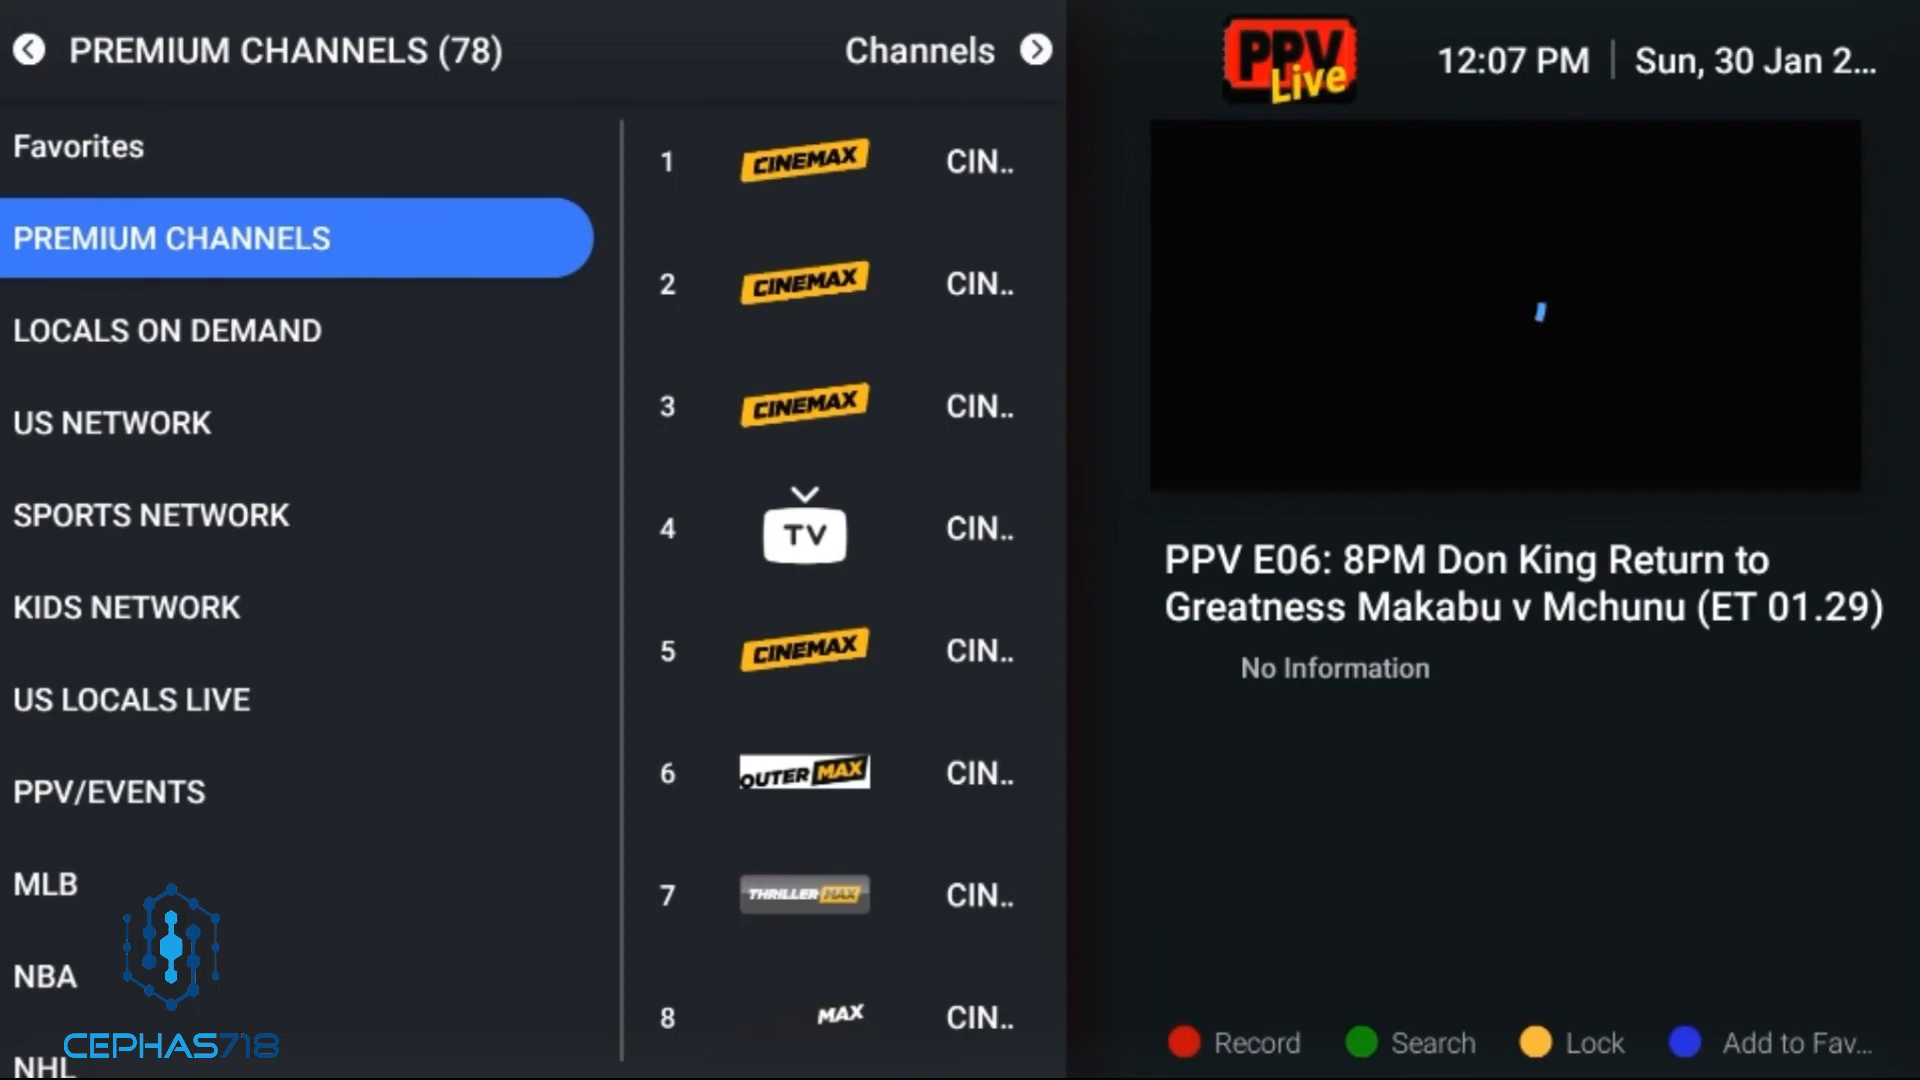 PREMIUM CHANNELS (78)
Channels
Favorites
PREMIUM CHANNELS
LOCALS ON DEMAND
US NETWORK
SPORTS NETWORK
KIDS NETWORK
US LOCALS LIVE
PPV/EVENTS
MLB
NBA
NHL
CEPHAS718
1 CINEMAX CIN..
2 CINEMAX CIN..
3 CINEMAX CIN..
4 TV CIN..
5 CINEMAX CIN..
6 OUTER MAX CIN..
7 THRILLER MAX CIN..
8 MAX CIN..
PPV
Live
12:07 PM | Sun, 30 Jan 2...
PPV E06: 8PM Don King Return to
Greatness Makabu v Mchunu (ET 01.29)
No Information
Record Search Lock Add to Fav...